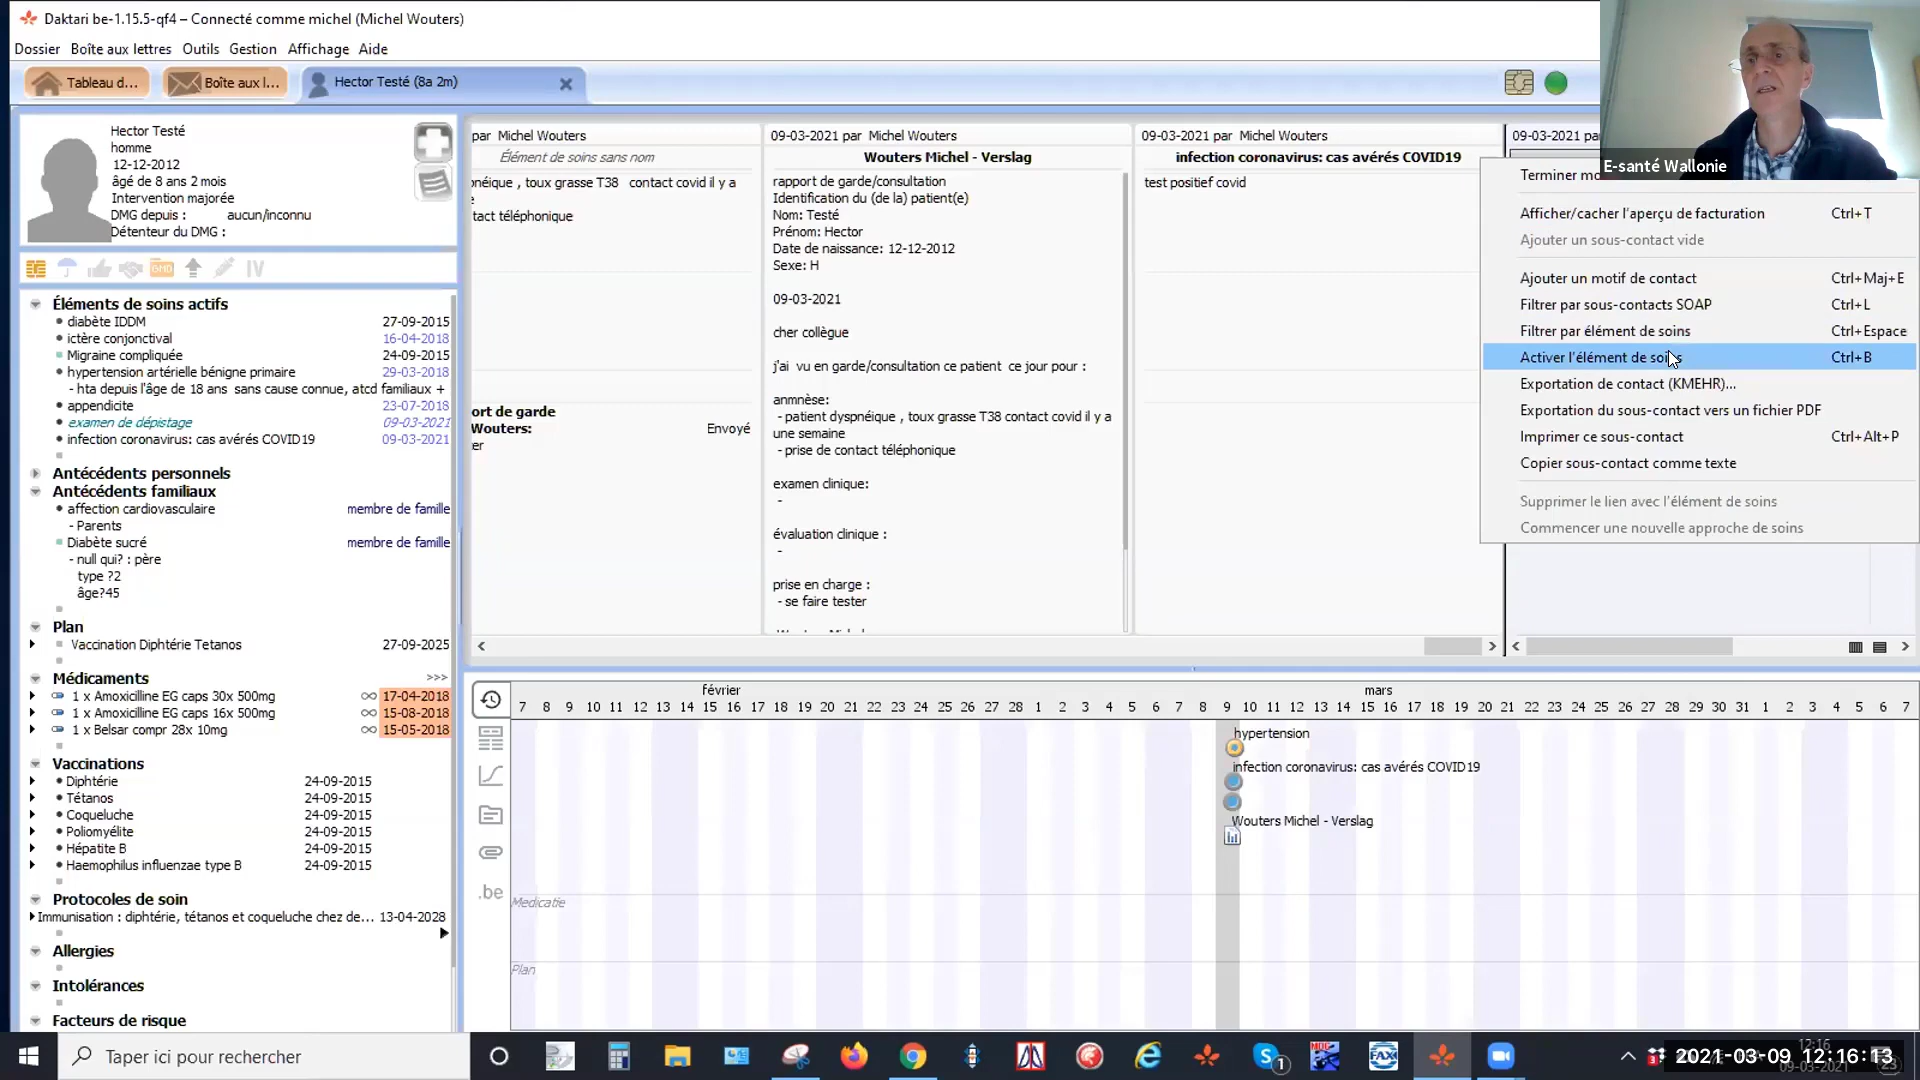 Daktari be-1.15.5-qf4 – Connecté comme michel (Michel Wouters)
Dossier Boîte aux lettres Outils Gestion Affichage Aide
Tableau d... Boîte aux l... Hector Testé (8a 2m)
E-santé Wallonie
Hector Testé
homme
12-12-2012
âgé de 8 ans 2 mois
Intervention majorée
DMG depuis : aucun/inconnu
Détenteur du DMG :
GMD IV
Éléments de soins actifs
diabète IDDM 27-09-2015
ictère conjonctival 16-04-2018
Migraine compliquée 24-09-2015
hypertension artérielle bénigne primaire 29-03-2018
- hta depuis l'âge de 18 ans sans cause connue, atcd familiaux +
appendicite 23-07-2018
examen de dépistage 09-03-2021
infection coronavirus: cas avérés COVID19 09-03-2021
Antécédents personnels
Antécédents familiaux
affection cardiovasculaire membre de famille
- Parents
Diabète sucré membre de famille
- null qui? : père
type ?2
âge?45
Plan
Vaccination Diphtérie Tetanos 27-09-2025
Médicaments >>>
1 x Amoxicilline EG caps 30x 500mg ∞ 17-04-2018
1 x Amoxicilline EG caps 16x 500mg ∞ 15-08-2018
1 x Belsar compr 28x 10mg ∞ 15-05-2018
Vaccinations
Diphtérie 24-09-2015
Tétanos 24-09-2015
Coqueluche 24-09-2015
Poliomyélite 24-09-2015
Hépatite B 24-09-2015
Haemophilus influenzae type B 24-09-2015
Protocoles de soin
Immunisation : diphtérie, tétanos et coqueluche chez de... 13-04-2028
Allergies
Intolérances
Facteurs de risque
par Michel Wouters
Élément de soins sans nom
néique , toux grasse T38 contact covid il y a
tact téléphonique
ort de garde
Wouters: Envoyé
er
09-03-2021 par Michel Wouters
Wouters Michel - Verslag
rapport de garde/consultation
Identification du (de la) patient(e)
Nom: Testé
Prénom: Hector
Date de naissance: 12-12-2012
Sexe: H
09-03-2021
cher collègue
j'ai vu en garde/consultation ce patient ce jour pour :
anmnèse:
- patient dyspnéique , toux grasse T38 contact covid il y a
une semaine
- prise de contact téléphonique
examen clinique:
-
évaluation clinique :
-
prise en charge :
- se faire tester
09-03-2021 par Michel Wouters
infection coronavirus: cas avérés COVID19
test positif covid
09-03-2021 pa
Terminer mo
Afficher/cacher l'aperçu de facturation Ctrl+T
Ajouter un sous-contact vide
Ajouter un motif de contact Ctrl+Maj+E
Filtrer par sous-contacts SOAP Ctrl+L
Filtrer par élément de soins Ctrl+Espace
Activer l'élément de soins Ctrl+B
Exportation de contact (KMEHR)...
Exportation du sous-contact vers un fichier PDF
Imprimer ce sous-contact Ctrl+Alt+P
Copier sous-contact comme texte
Supprimer le lien avec l'élément de soins
Commencer une nouvelle approche de soins
février mars
7 8 9 10 11 12 13 14 15 16 17 18 19 20 21 22 23 24 25 26 27 28 1 2 3 4 5 6 7 8 9 10 11 12 13 14 15 16 17 18 19 20 21 22 23 24 25 26 27 28 29 30 31 1 2 3 4 5 6 7
hypertension
infection coronavirus: cas avérés COVID19
Wouters Michel - Verslag
.be
Medicatie
Plan
Taper ici pour rechercher
FAX
1
12:16
2021-03-09 12:16:13
09-03-2021